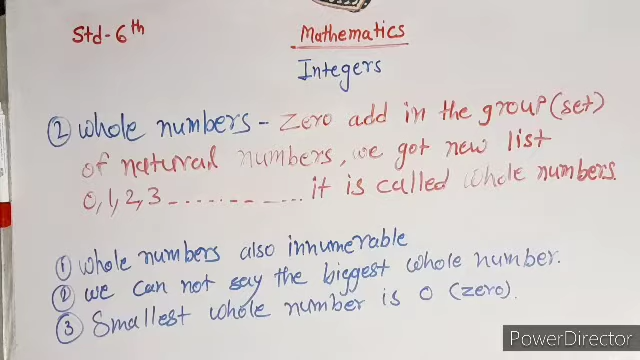 Std-6th
Mathematics
Integers
② Whole numbers - Zero add in the group (set)
of natural numbers, we got new list
0,1,2,3 ------------- it is called whole numbers.
① Whole numbers also innumerable
② we can not say the biggest whole number.
③ Smallest whole number is 0 (zero).
PowerDirector